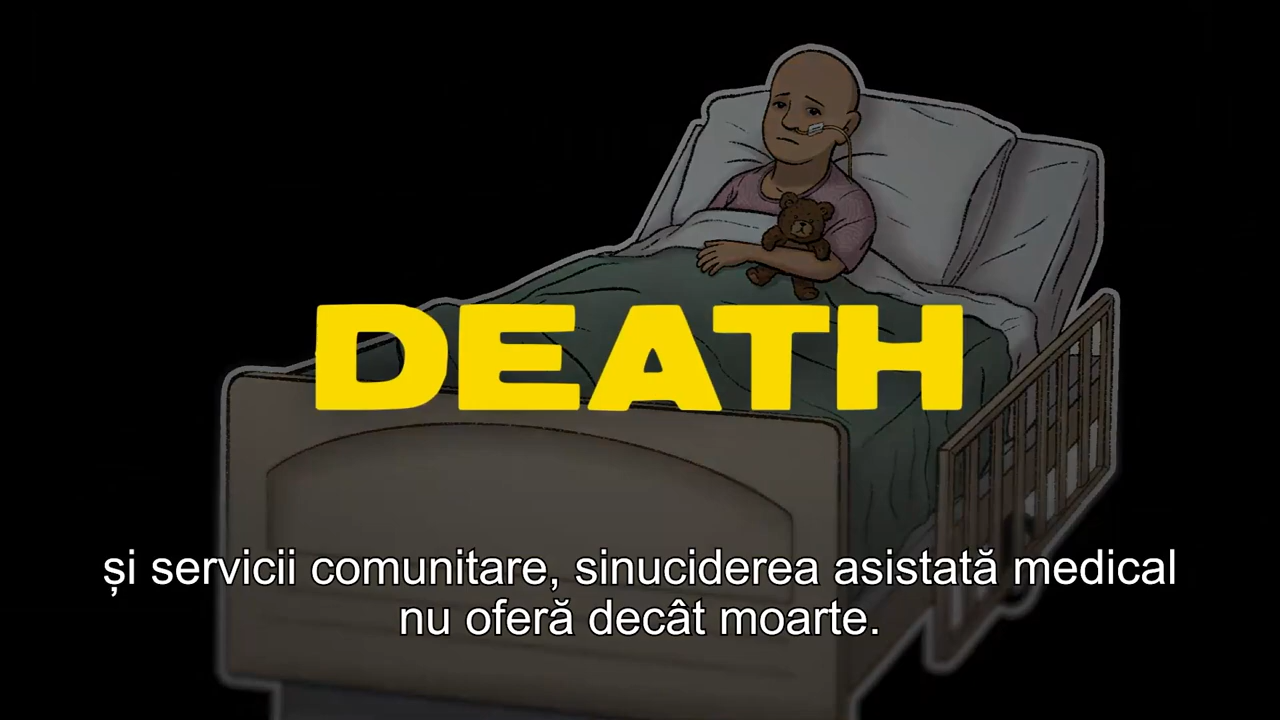 DEATH
și servicii comunitare, sinuciderea asistată medical
nu oferă decât moarte.